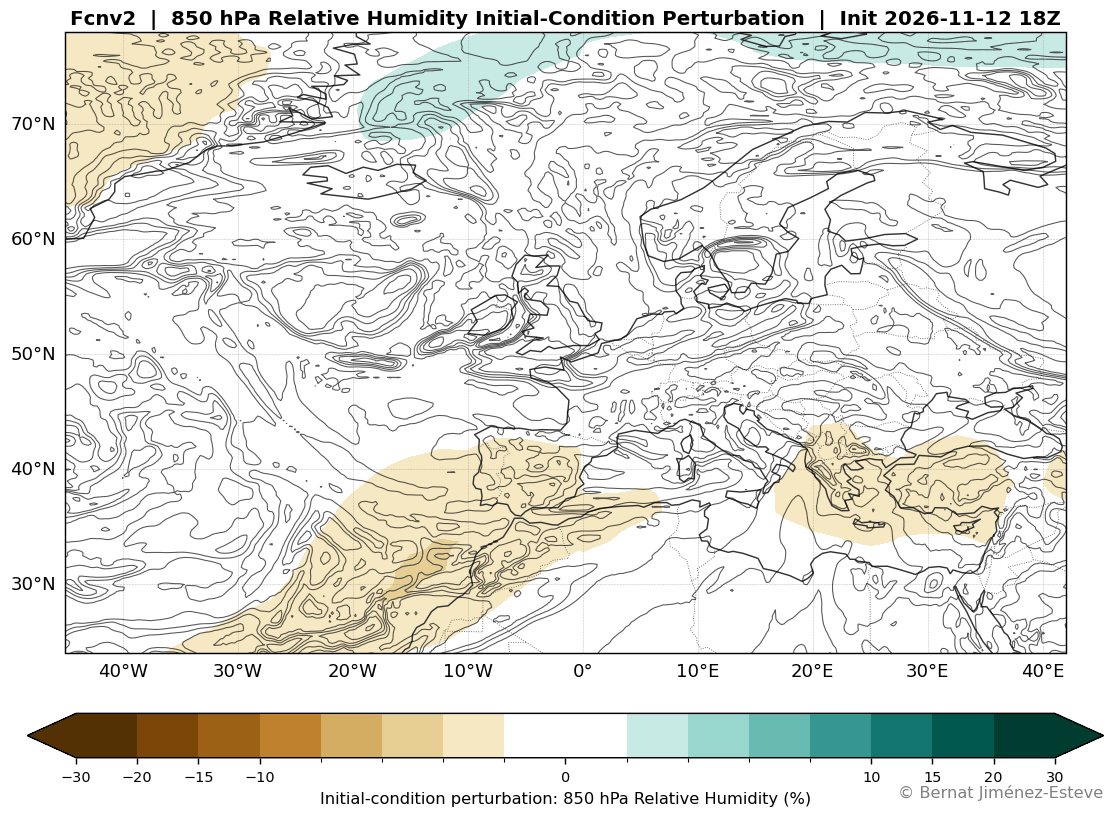 Fcnv2 | 850 hPa Relative Humidity Initial-Condition Perturbation | Init 2026-11-12 18Z
70°N
60°N
50°N
40°N
30°N
40°W 30°W 20°W 10°W 0° 10°E 20°E 30°E 40°E
−30 −20 −15 −10 0 10 15 20 30
Initial-condition perturbation: 850 hPa Relative Humidity (%)
© Bernat Jiménez-Esteve